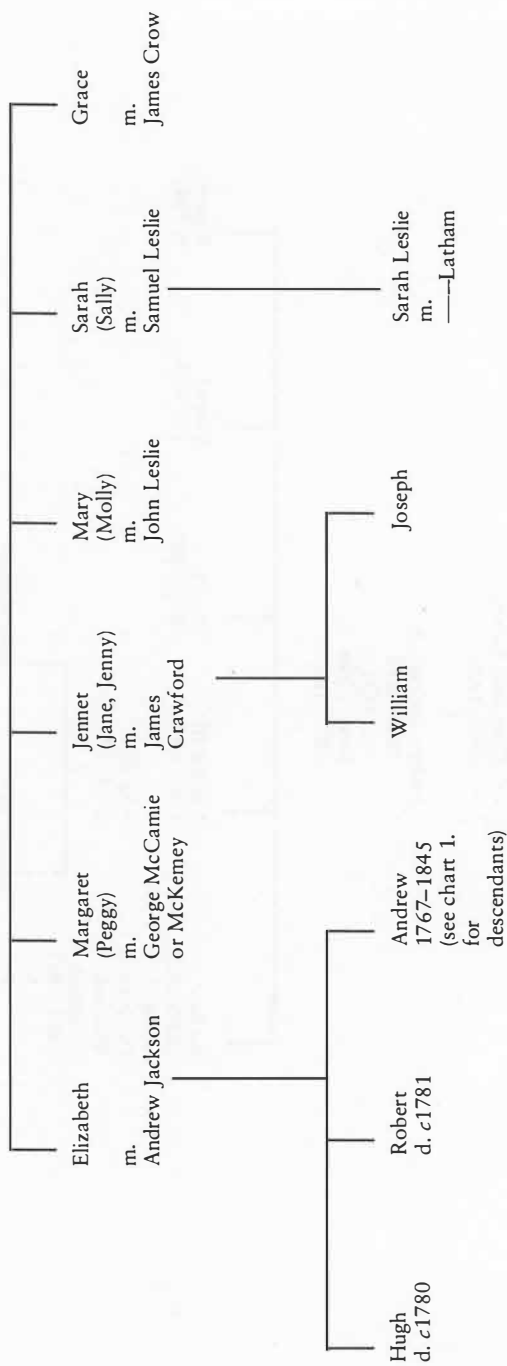 Elizabeth
m.
Andrew Jackson
Margaret
(Peggy)
m.
George McCamie
or McKemey
Jennet
(Jane, Jenny)
m.
James
Crawford
Mary
(Molly)
m.
John Leslie
Sarah
(Sally)
m.
Samuel Leslie
Grace
m.
James Crow
Hugh
d. c1780
Robert
d. c1781
Andrew
1767–1845
(see chart 1.
for
descendants)
William
Joseph
Sarah Leslie
m.
——Latham